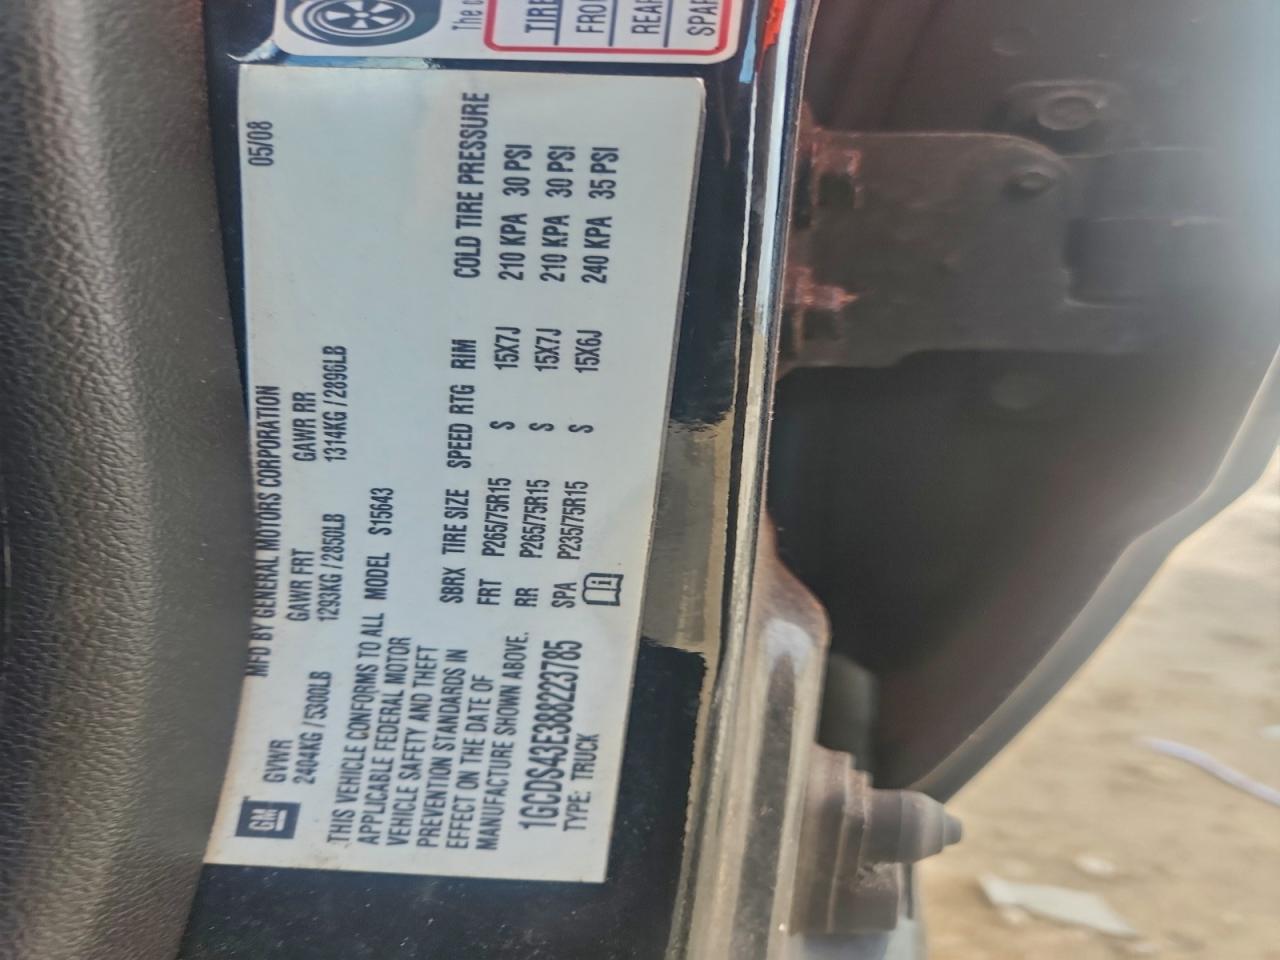 The
TIRE
SPAR
MFD BY GENERAL MOTORS CORPORATION 05/08
GM
GVWR GAWR FRT GAWR RR
2404KG / 5300LB 1293KG / 2850LB 1314KG / 2896LB
THIS VEHICLE CONFORMS TO ALL MODEL S15643
APPLICABLE FEDERAL MOTOR
VEHICLE SAFETY AND THEFT
PREVENTION STANDARDS IN
EFFECT ON THE DATE OF
MANUFACTURE SHOWN ABOVE.
SBRX TIRE SIZE SPEED RTG RIM COLD TIRE PRESSURE
FRT P265/75R15 S 15X7J 210 KPA 30 PSI
RR P265/75R15 S 15X7J 210 KPA 30 PSI
SPA P235/75R15 S 15X6J 240 KPA 35 PSI
1GCDS43E388223785
TYPE: TRUCK